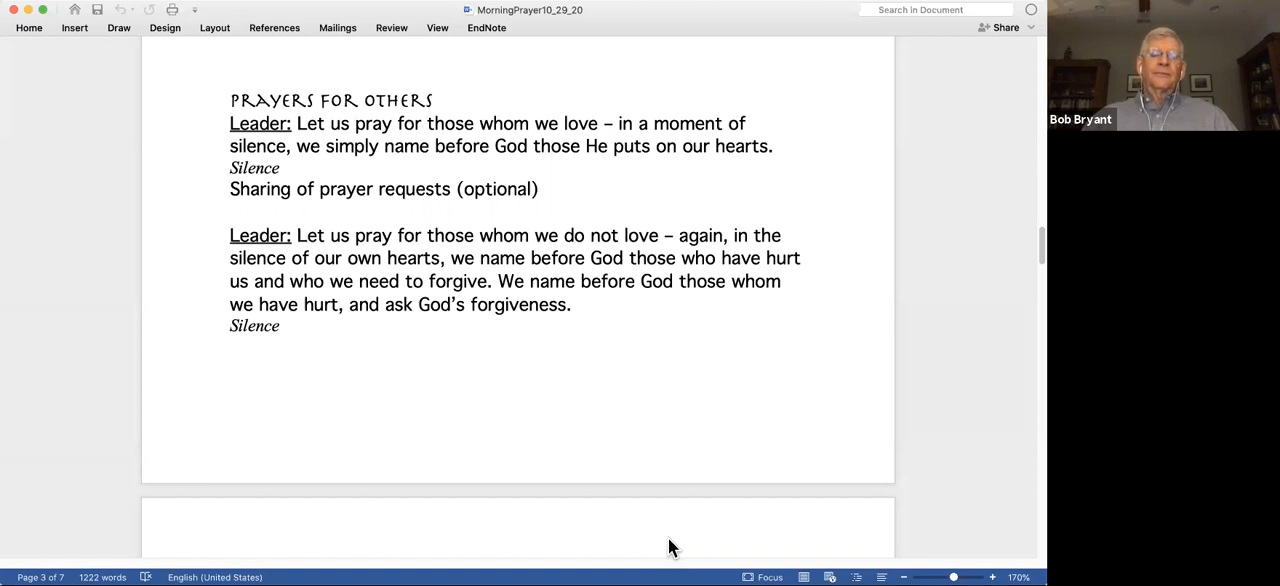 MorningPrayer10_29_20
Search in Document
Home Insert Draw Design Layout References Mailings Review View EndNote Share
PRAYERS FOR OTHERS
Leader: Let us pray for those whom we love – in a moment of
silence, we simply name before God those He puts on our hearts.
Silence
Sharing of prayer requests (optional)
Leader: Let us pray for those whom we do not love – again, in the
silence of our own hearts, we name before God those who have hurt
us and who we need to forgive. We name before God those whom
we have hurt, and ask God’s forgiveness.
Silence
Bob Bryant
Page 3 of 7 1222 words English (United States) Focus 170%